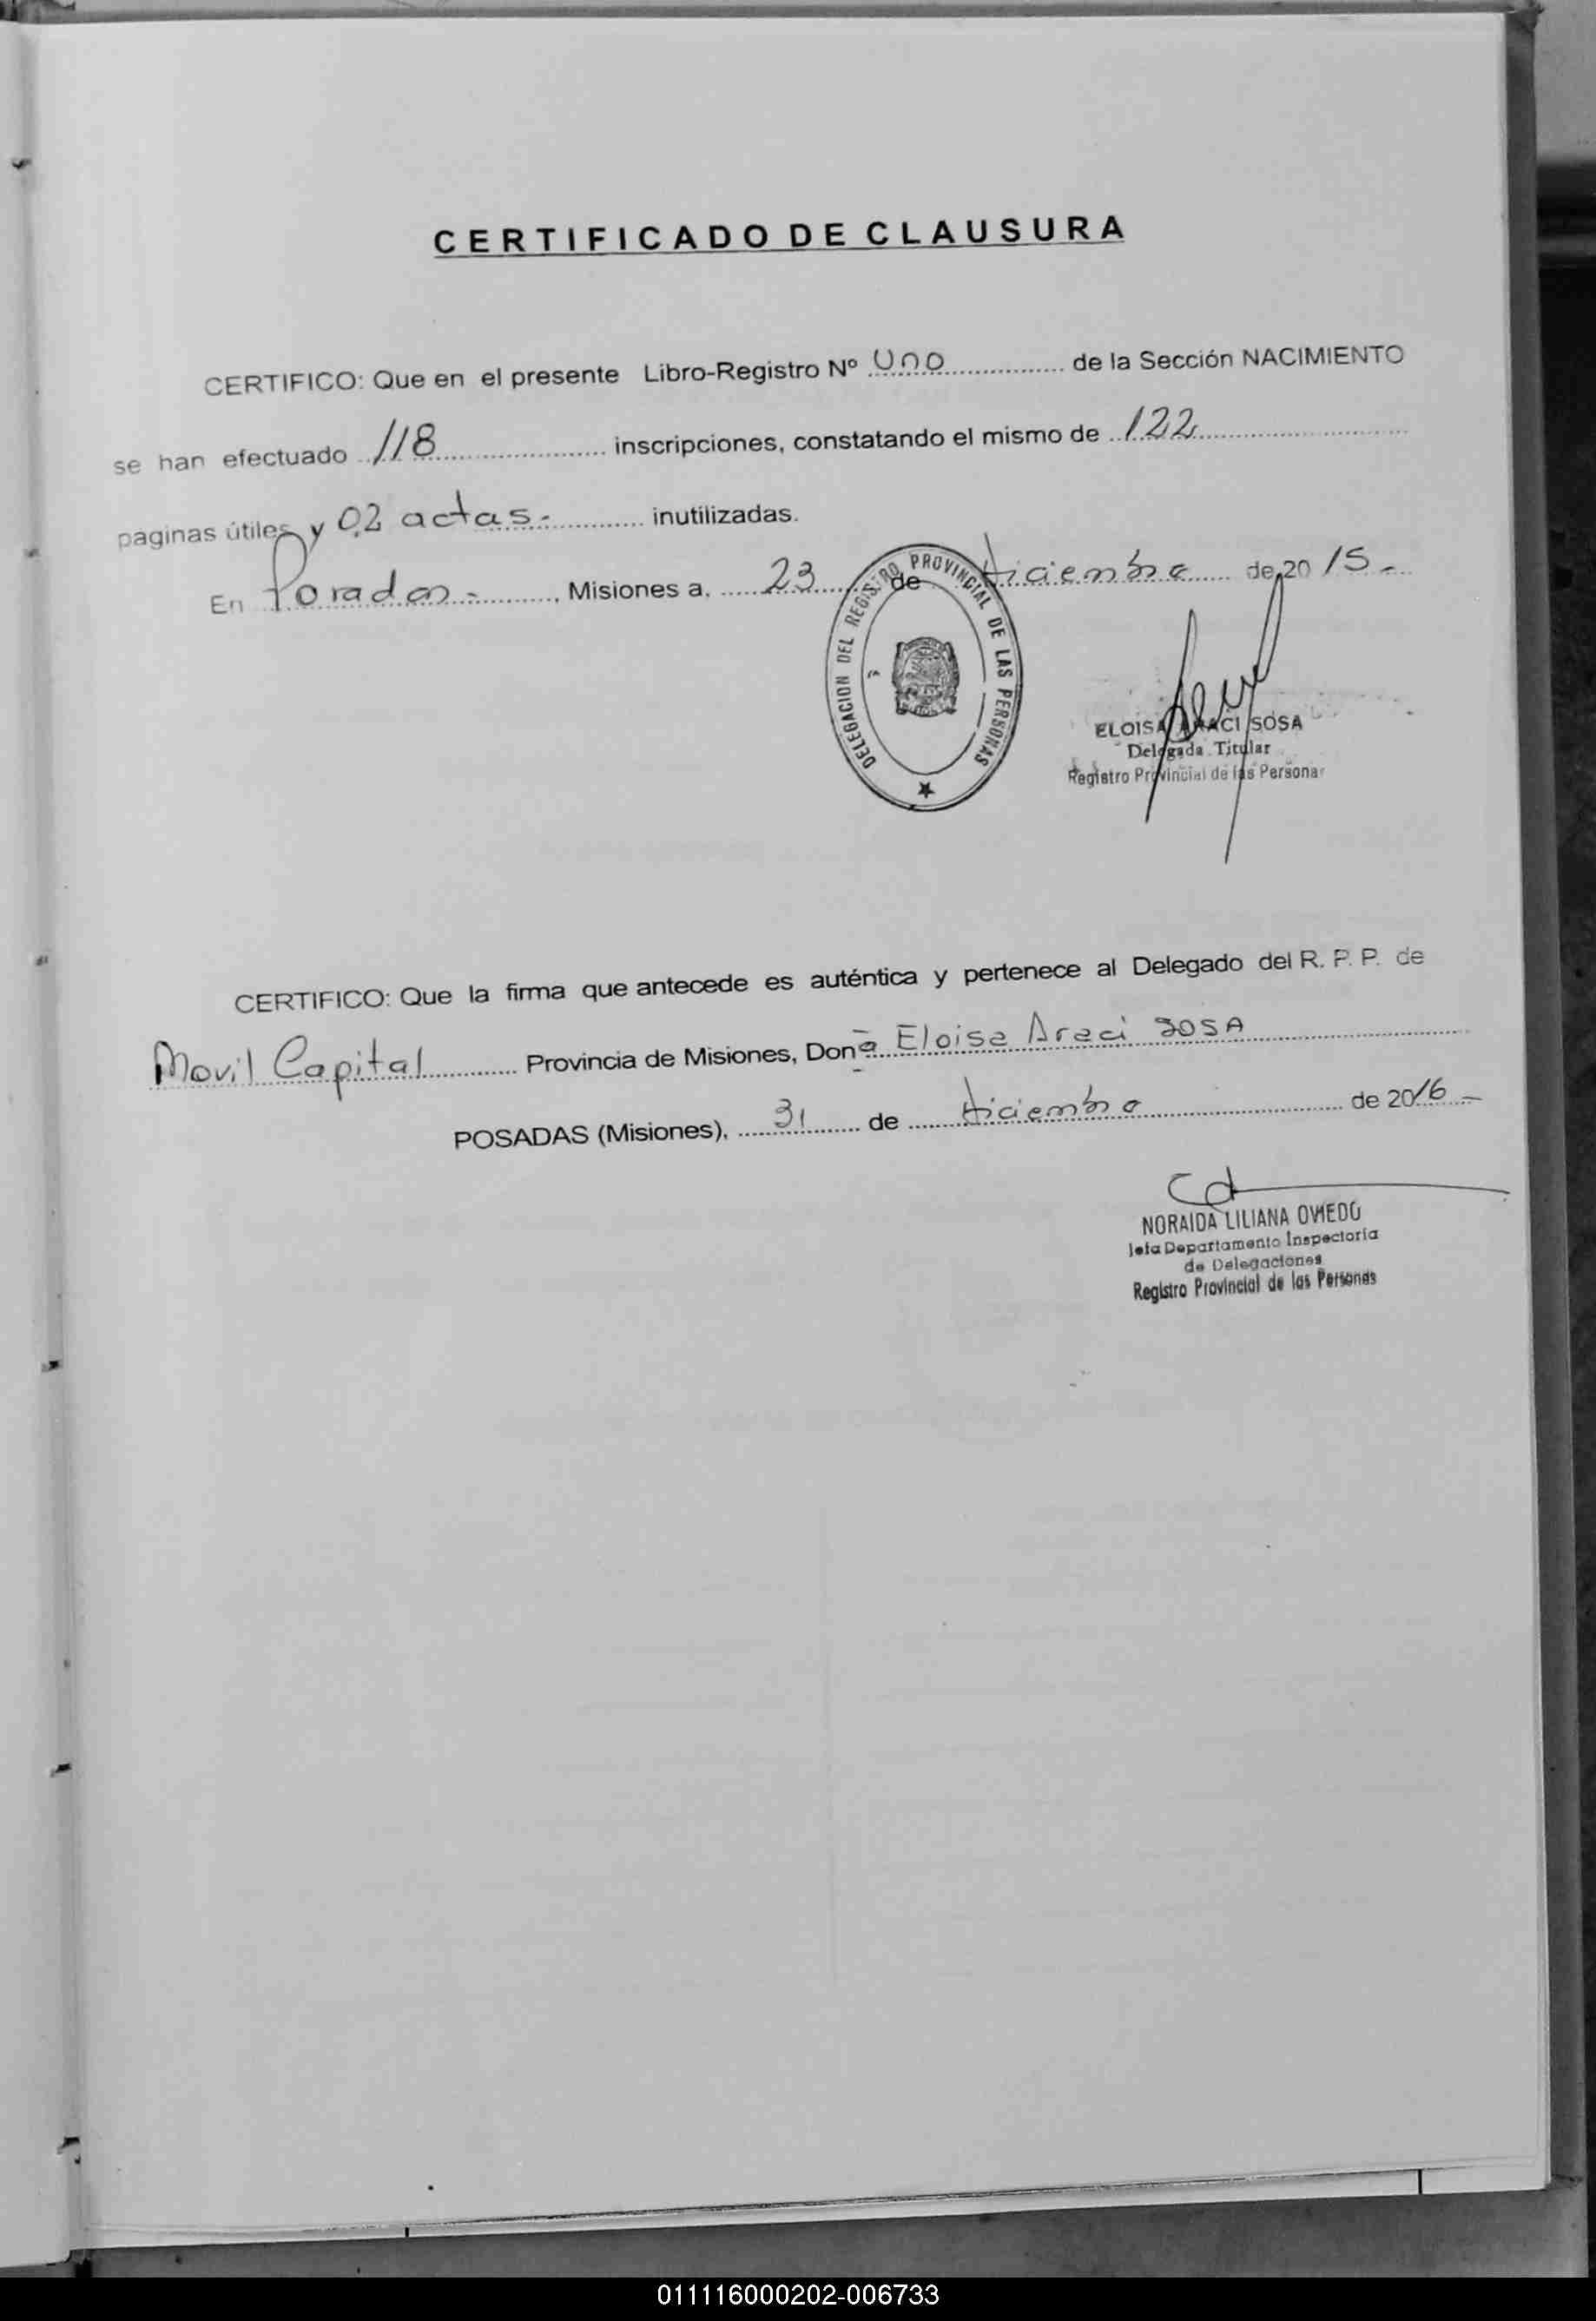 CERTIFICADO DE CLAUSURA
CERTIFICO: Que en el presente Libro-Registro Nº Uno de la Sección NACIMIENTO
se han efectuado 118 inscripciones, constatando el mismo de 122
páginas útiles y 02 actas.- inutilizadas.
En Posadas.-, Misiones a, 23 de diciembre de 2015.-
DELEGACION DEL REGISTRO PROVINCIAL DE LAS PERSONAS
ELOISA ARACI SOSA
Delegada Titular
Registro Provincial de las Personas
CERTIFICO: Que la firma que antecede es auténtica y pertenece al Delegado del R. P. P. de
Movil Capital Provincia de Misiones, Doña Eloisa Araci SOSA
POSADAS (Misiones), 31 de diciembre de 2016.-
NORAIDA LILIANA OVIEDO
Jefa Departamento Inspectoría
de Delegaciones
Registro Provincial de las Personas
011116000202-006733